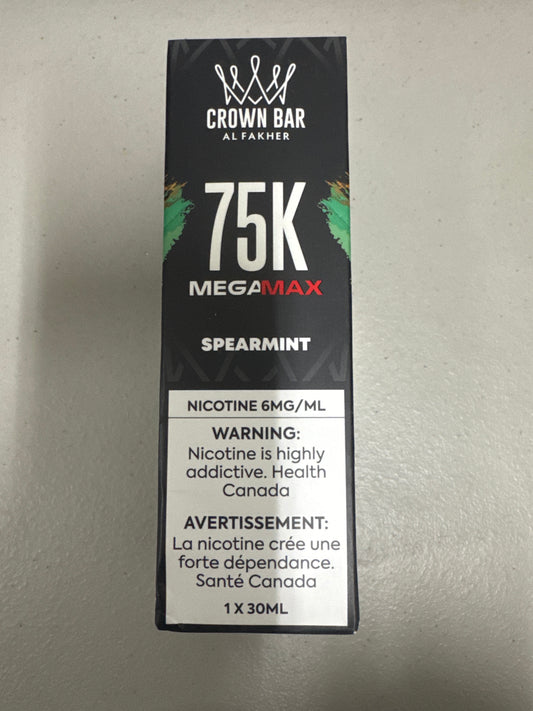 CROWN BAR
AL FAKHER
75K
MEGAMAX
SPEARMINT
NICOTINE 6MG/ML
WARNING:
Nicotine is highly
addictive. Health
Canada
AVERTISSEMENT:
La nicotine crée une
forte dépendance.
Santé Canada
1 X 30ML